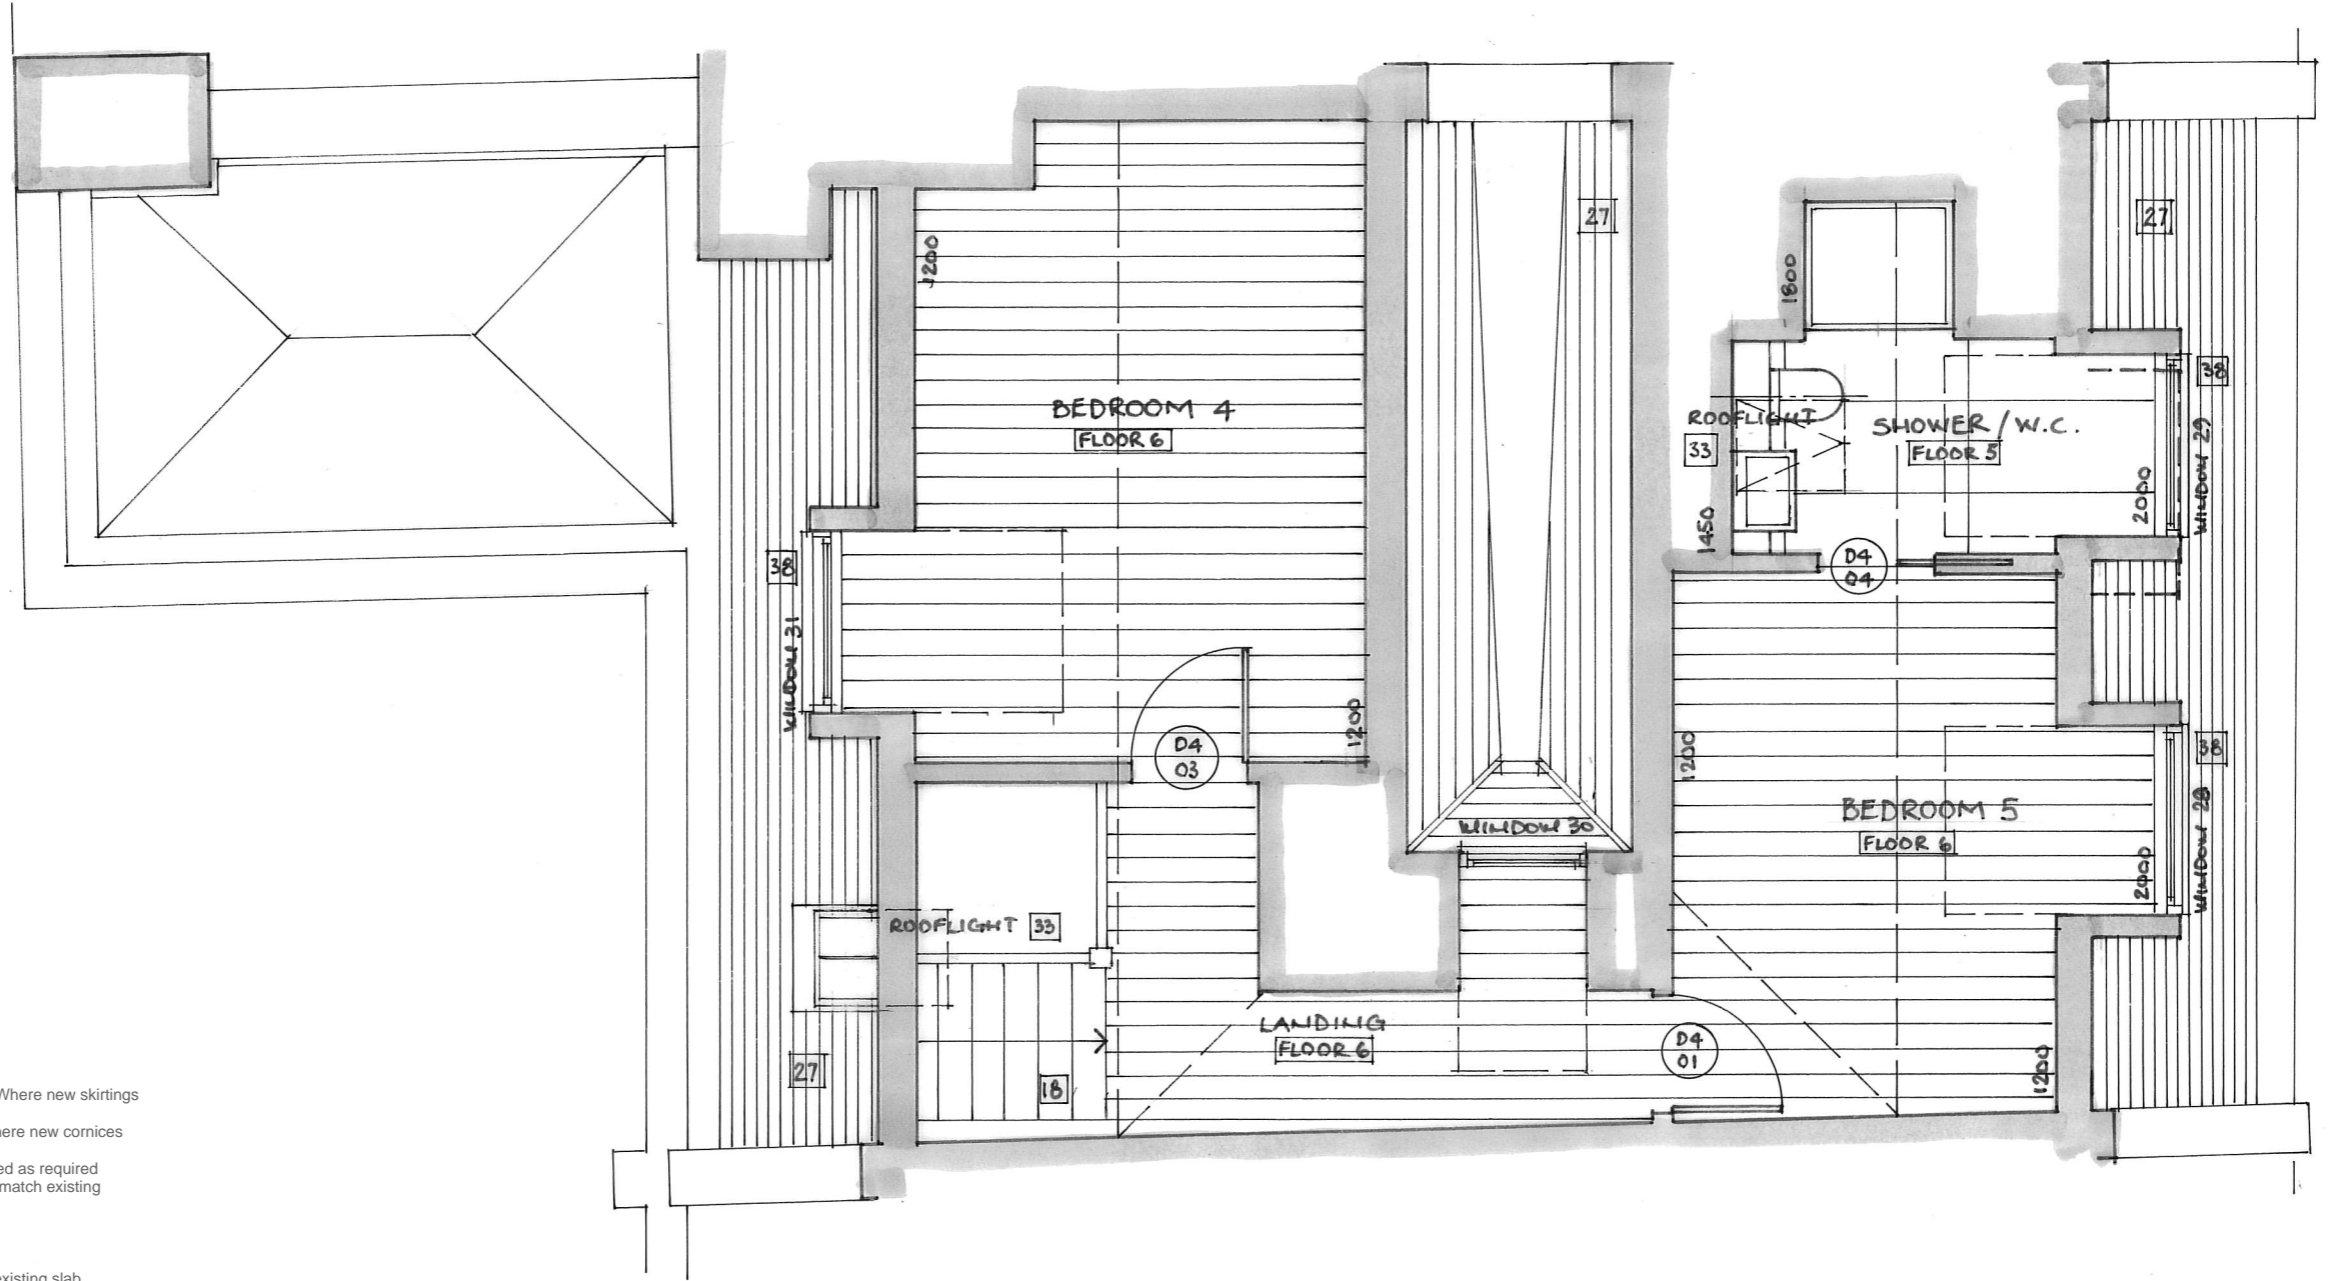 27
27
1200
1800
38
BEDROOM 4
FLOOR 6
ROOFLIGHT
33
SHOWER / W.C.
FLOOR 5
WINDOW 29
2000
1450
38
WINDOW 31
D4
04
1200
D4
03
1200
38
BEDROOM 5
FLOOR 6
WINDOW 30
WINDOW 28
2000
ROOFLIGHT 33
LANDING
FLOOR 6
D4
01
27
18
1200
Where new skirtings
here new cornices
ed as required
match existing
existing slab